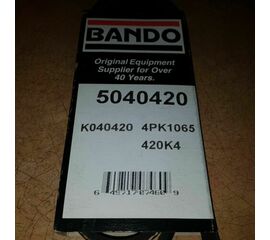 BANDO
Original Equipment
Supplier for Over
40 Years.
5040420
K040420 4PK1065
420K4